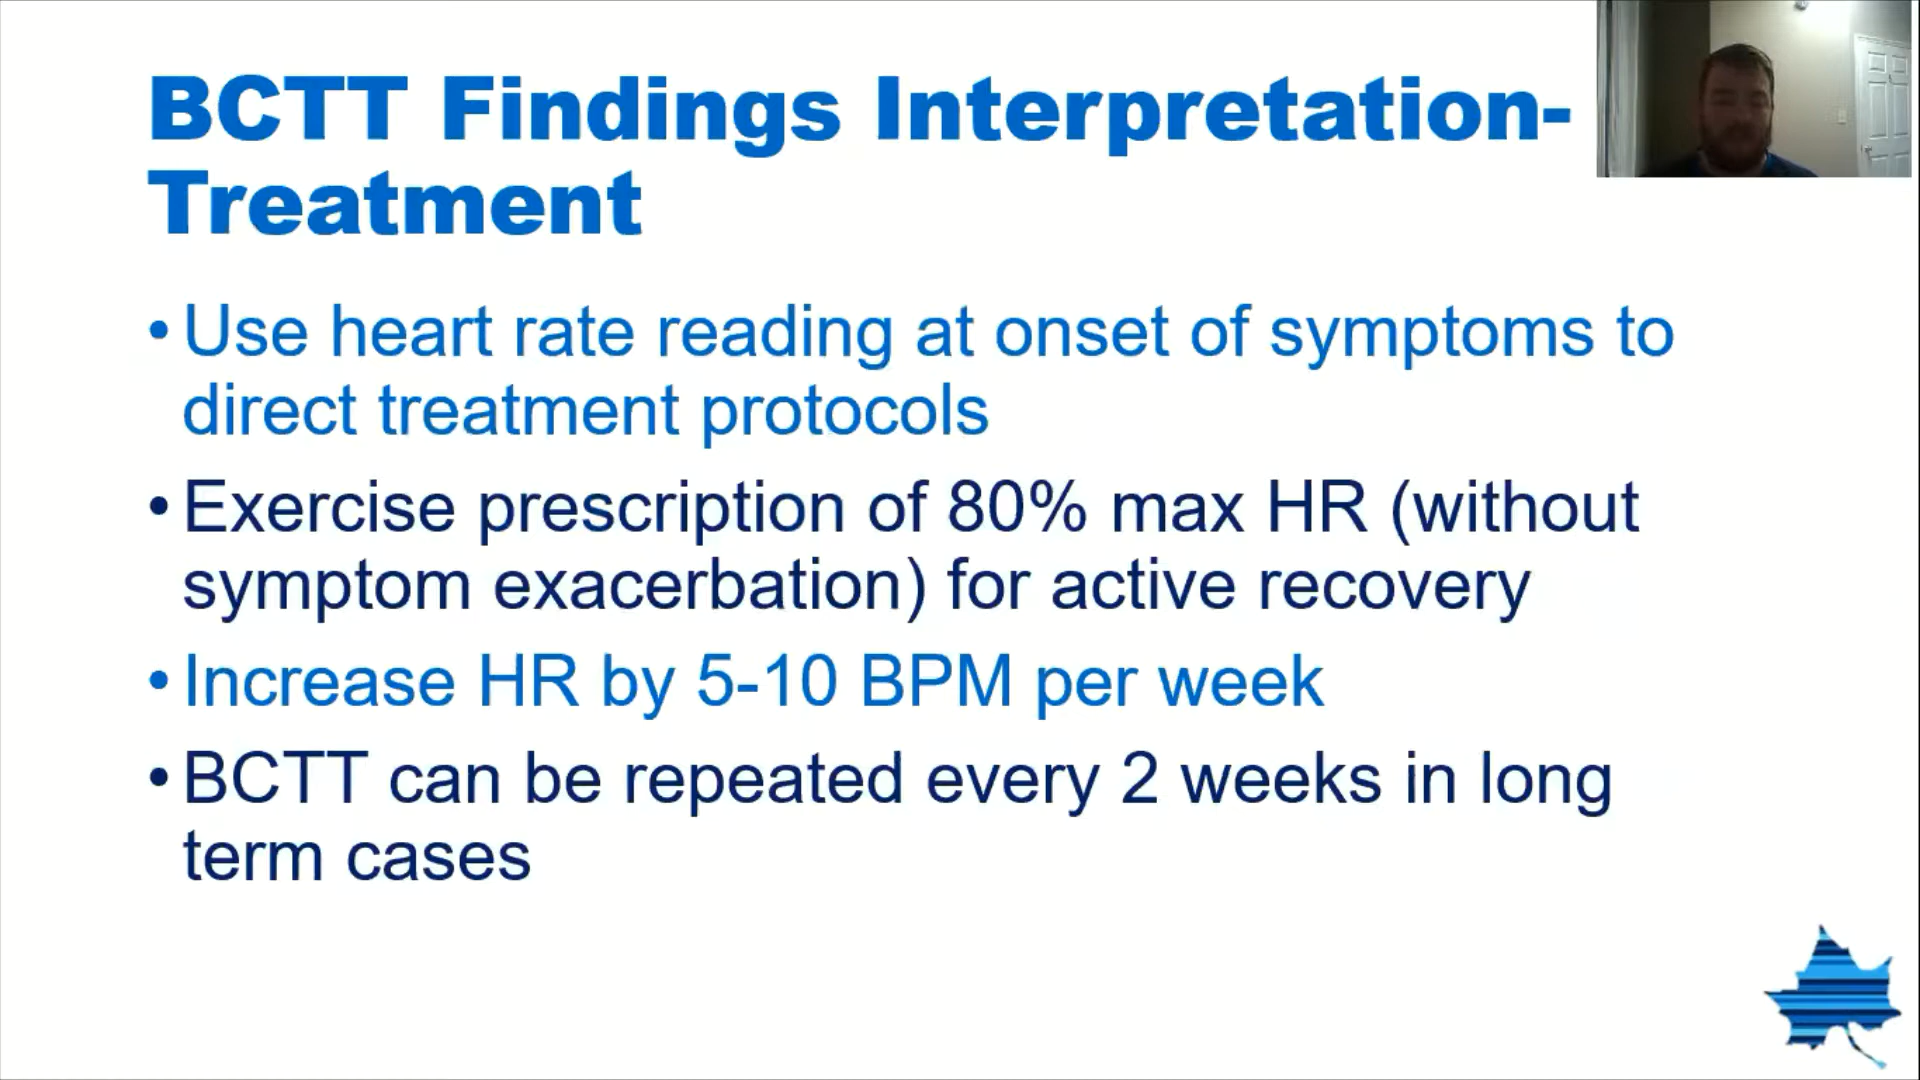 BCTT Findings Interpretation-
Treatment
•Use heart rate reading at onset of symptoms to
direct treatment protocols
•Exercise prescription of 80% max HR (without
symptom exacerbation) for active recovery
•Increase HR by 5-10 BPM per week
•BCTT can be repeated every 2 weeks in long
term cases